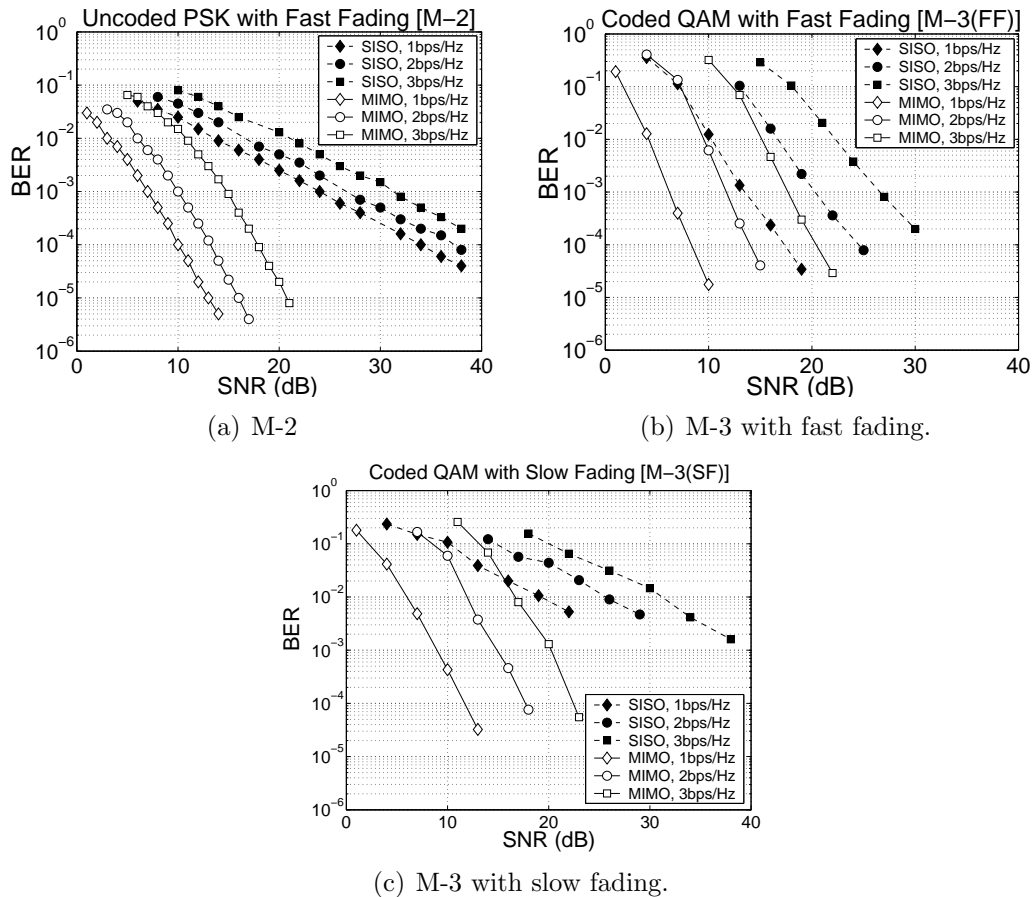 Uncoded PSK with Fast Fading [M−2]
10^0
10^−1
10^−2
10^−3
10^−4
10^−5
10^−6
BER
0
10
20
30
40
SNR (dB)
SISO, 1bps/Hz
SISO, 2bps/Hz
SISO, 3bps/Hz
MIMO, 1bps/Hz
MIMO, 2bps/Hz
MIMO, 3bps/Hz
(a) M-2
Coded QAM with Fast Fading [M−3(FF)]
10^0
10^−1
10^−2
10^−3
10^−4
10^−5
10^−6
BER
0
10
20
30
40
SNR (dB)
SISO, 1bps/Hz
SISO, 2bps/Hz
SISO, 3bps/Hz
MIMO, 1bps/Hz
MIMO, 2bps/Hz
MIMO, 3bps/Hz
(b) M-3 with fast fading.
Coded QAM with Slow Fading [M−3(SF)]
10^0
10^−1
10^−2
10^−3
10^−4
10^−5
10^−6
BER
0
10
20
30
40
SNR (dB)
SISO, 1bps/Hz
SISO, 2bps/Hz
SISO, 3bps/Hz
MIMO, 1bps/Hz
MIMO, 2bps/Hz
MIMO, 3bps/Hz
(c) M-3 with slow fading.